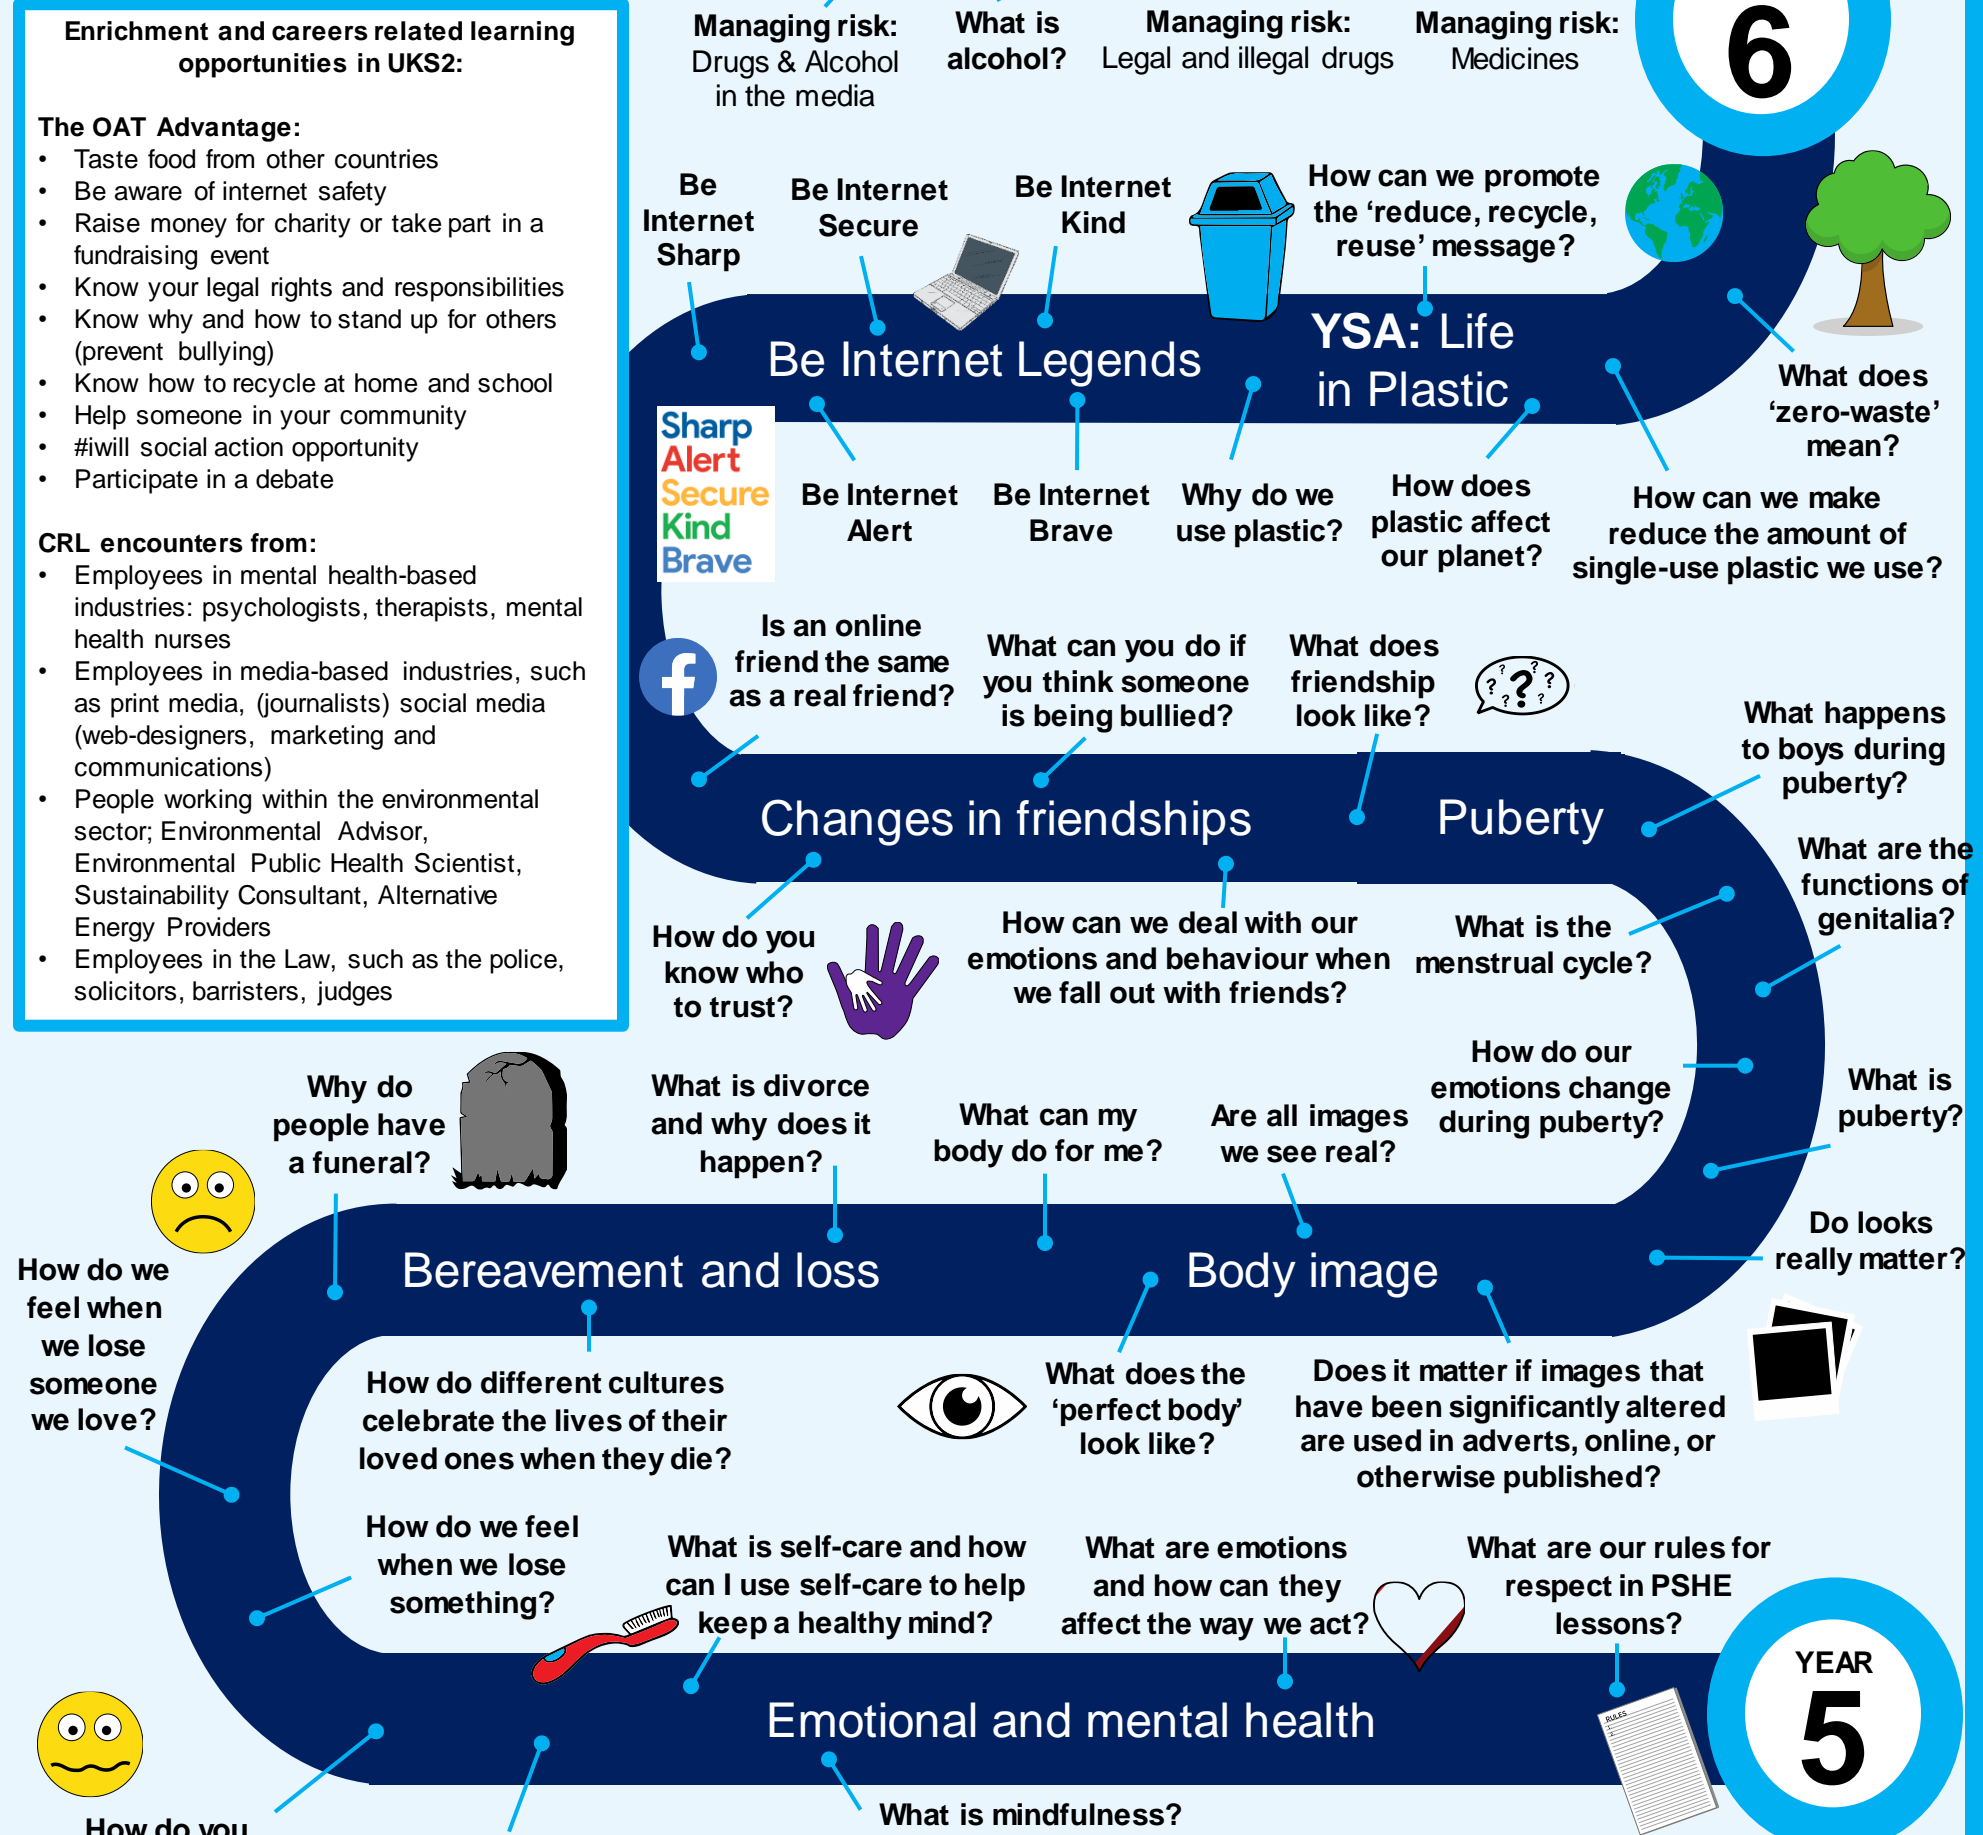 Enrichment and careers related learning
opportunities in UKS2:
The OAT Advantage:
• Taste food from other countries
• Be aware of internet safety
• Raise money for charity or take part in a
fundraising event
• Know your legal rights and responsibilities
• Know why and how to stand up for others
(prevent bullying)
• Know how to recycle at home and school
• Help someone in your community
• #iwill social action opportunity
• Participate in a debate
CRL encounters from:
• Employees in mental health-based
industries: psychologists, therapists, mental
health nurses
• Employees in media-based industries, such
as print media, (journalists) social media
(web-designers, marketing and
communications)
• People working within the environmental
sector; Environmental Advisor,
Environmental Public Health Scientist,
Sustainability Consultant, Alternative
Energy Providers
• Employees in the Law, such as the police,
solicitors, barristers, judges
Managing risk:
Drugs & Alcohol
in the media
What is
alcohol?
Managing risk:
Legal and illegal drugs
Managing risk:
Medicines
6
Be
Internet
Sharp
Be Internet
Secure
Be Internet
Kind
How can we promote
the ‘reduce, recycle,
reuse’ message?
What does
‘zero-waste’
mean?
Be Internet Legends
YSA: Life
in Plastic
Sharp
Alert
Secure
Kind
Brave
Be Internet
Alert
Be Internet
Brave
Why do we
use plastic?
How does
plastic affect
our planet?
How can we make
reduce the amount of
single-use plastic we use?
f
Is an online
friend the same
as a real friend?
What can you do if
you think someone
is being bullied?
What does
friendship
look like?
? ? ? ? ? ? ?
What happens
to boys during
puberty?
Changes in friendships
Puberty
What are the
functions of
genitalia?
How do you
know who
to trust?
How can we deal with our
emotions and behaviour when
we fall out with friends?
What is the
menstrual cycle?
How do our
emotions change
during puberty?
What is
puberty?
Why do
people have
a funeral?
What is divorce
and why does it
happen?
What can my
body do for me?
Are all images
we see real?
Do looks
really matter?
Bereavement and loss
Body image
How do we
feel when
we lose
someone
we love?
How do different cultures
celebrate the lives of their
loved ones when they die?
What does the
‘perfect body’
look like?
Does it matter if images that
have been significantly altered
are used in adverts, online, or
otherwise published?
How do we feel
when we lose
something?
What is self-care and how
can I use self-care to help
keep a healthy mind?
What are emotions
and how can they
affect the way we act?
What are our rules for
respect in PSHE
lessons?
YEAR
5
RULES
1.
2.
Emotional and mental health
What is mindfulness?
How do you